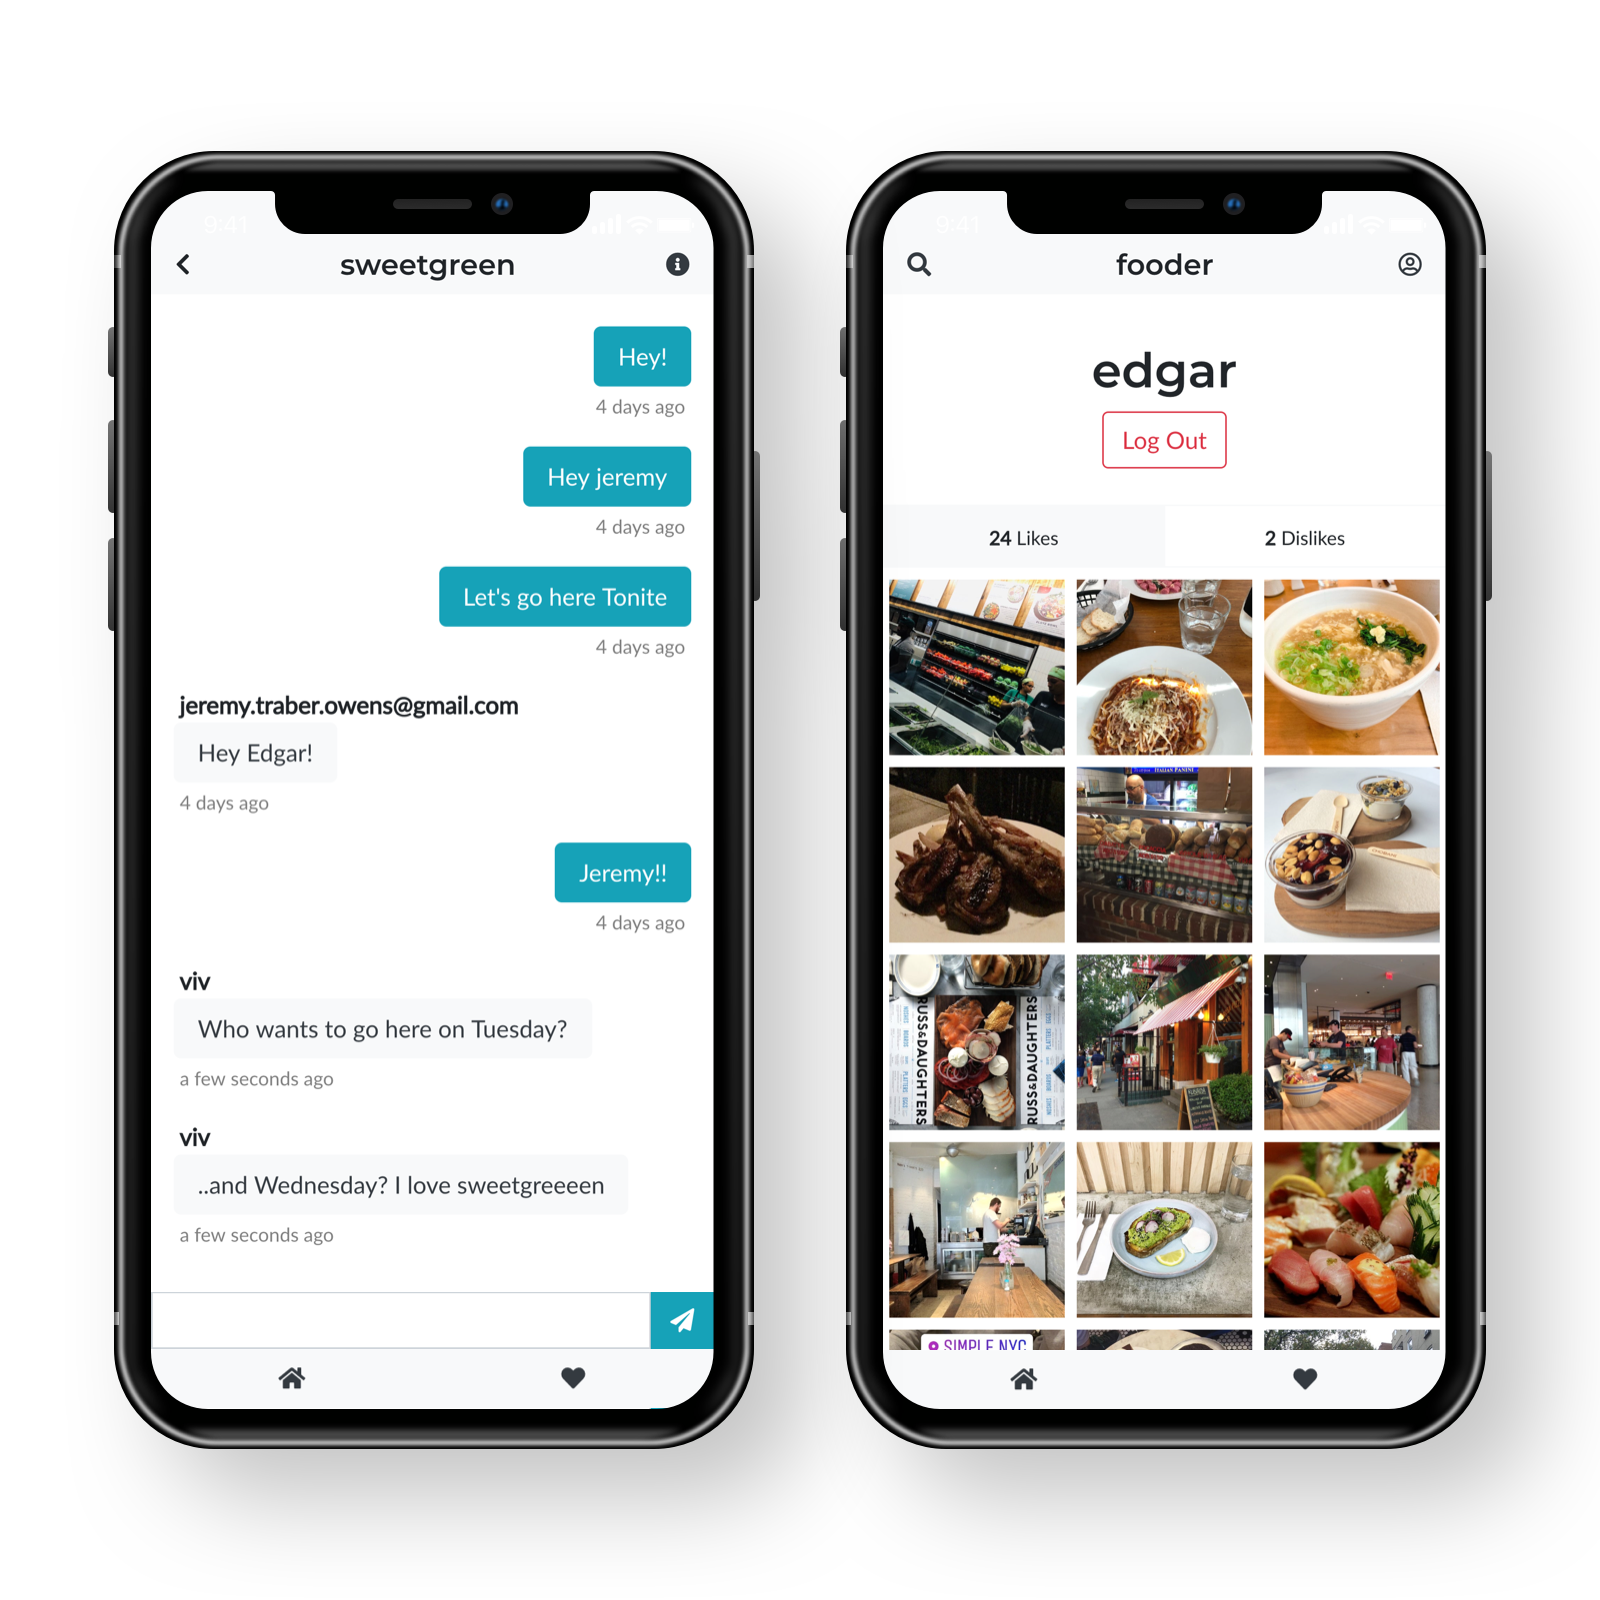 9:41
sweetgreen
Hey!
4 days ago
Hey jeremy
4 days ago
Let's go here Tonite
4 days ago
jeremy.traber.owens@gmail.com
Hey Edgar!
4 days ago
Jeremy!!
4 days ago
viv
Who wants to go here on Tuesday?
a few seconds ago
viv
..and Wednesday? I love sweetgreeeen
a few seconds ago
9:41
fooder
edgar
Log Out
24 Likes
2 Dislikes
ITALIAN PANINI
RUSS&DAUGHTERS
RUSS&DAUGHTERS
SIMPLE NYC